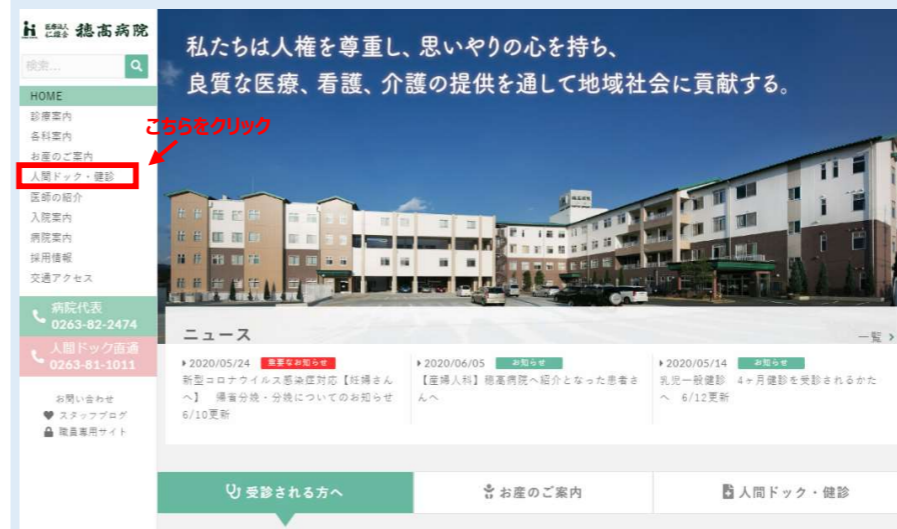 医療法人 仁雄会 穂高病院
検索...
HOME
診療案内
各科案内
お産のご案内
人間ドック・健診
医師の紹介
入院案内
病院案内
採用情報
交通アクセス
病院代表
0263-82-2474
人間ドック直通
0263-81-1011
お問い合わせ
スタッフブログ
職員専用サイト
こちらをクリック
私たちは人権を尊重し、思いやりの心を持ち、
良質な医療、看護、介護の提供を通して地域社会に貢献する。
穂高病院
ニュース
一覧
2020/05/24 重要なお知らせ
新型コロナウイルス感染症対応【妊婦さん
へ】 帰省分娩・分娩についてのお知らせ
6/10更新
2020/06/05 お知らせ
【産婦人科】穂高病院へ紹介となった患者さ
んへ
2020/05/14 お知らせ
乳児一般健診 4ヶ月健診を受診されるかた
へ 6/12更新
受診される方へ
お産のご案内
人間ドック・健診